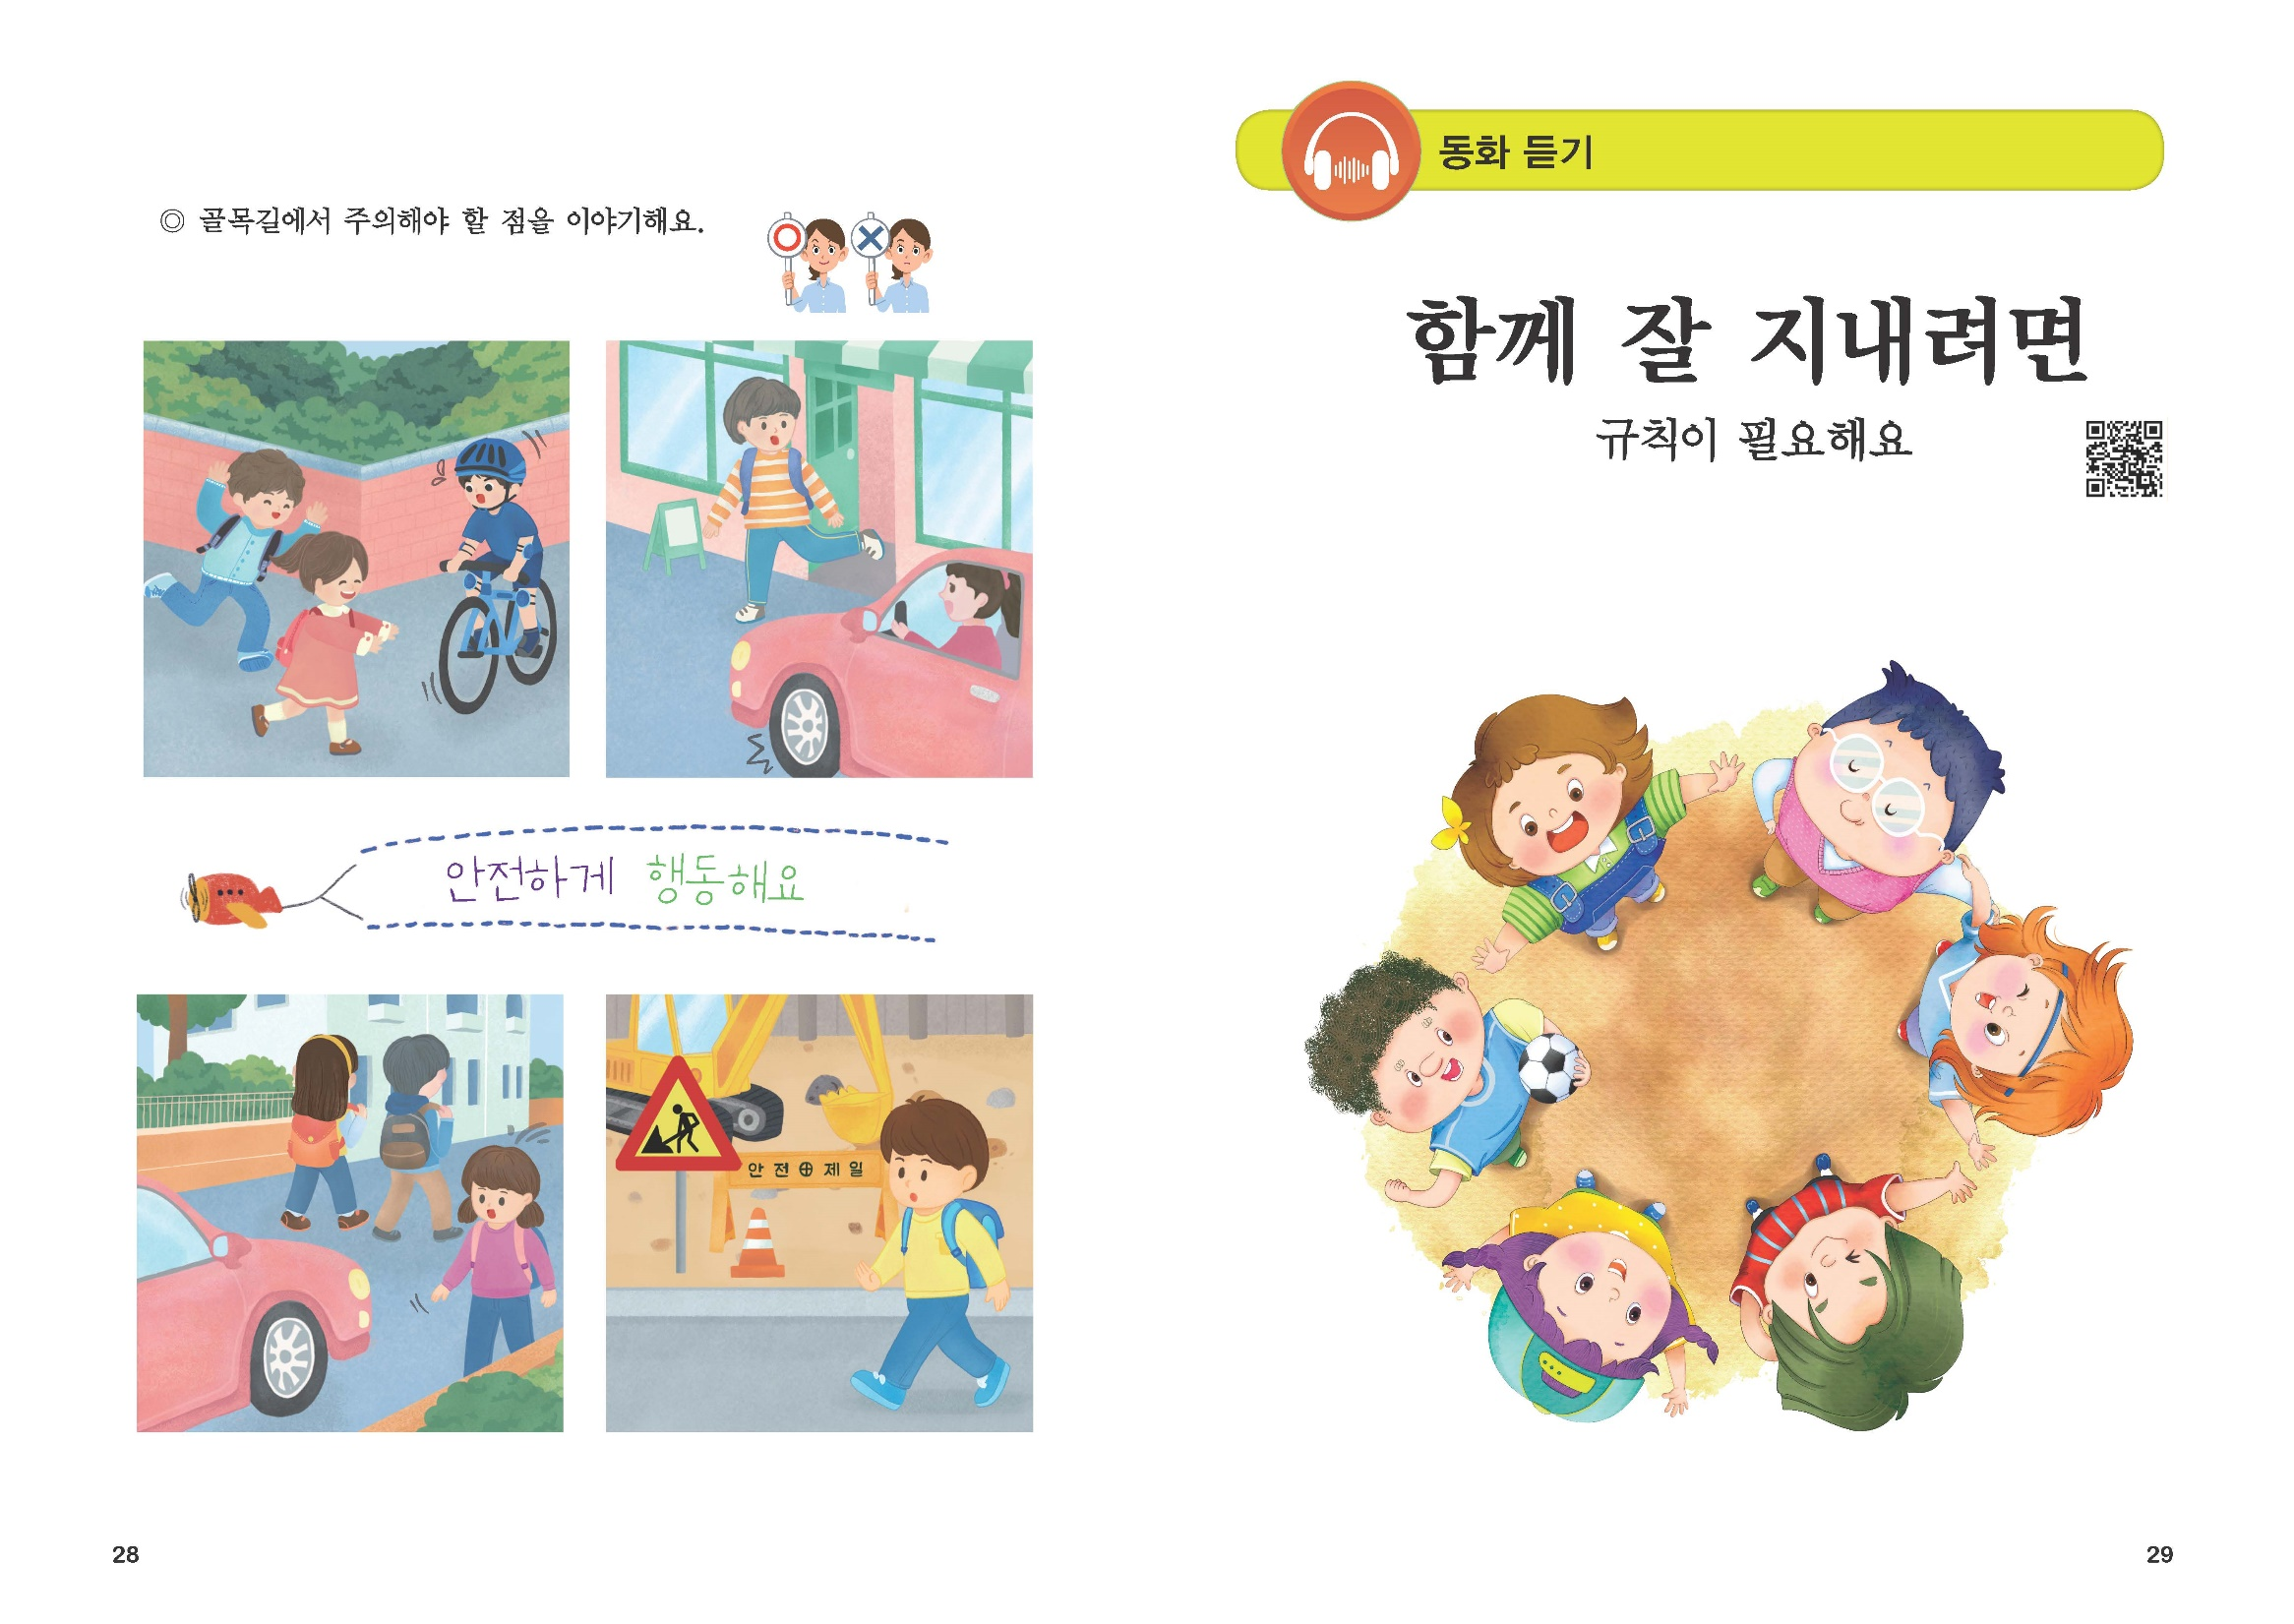 ◎ 골목길에서 주의해야 할 점을 이야기해요.
안전하게 행동해요
안전 제일
28
동화 듣기
함께 잘 지내려면
규칙이 필요해요
29